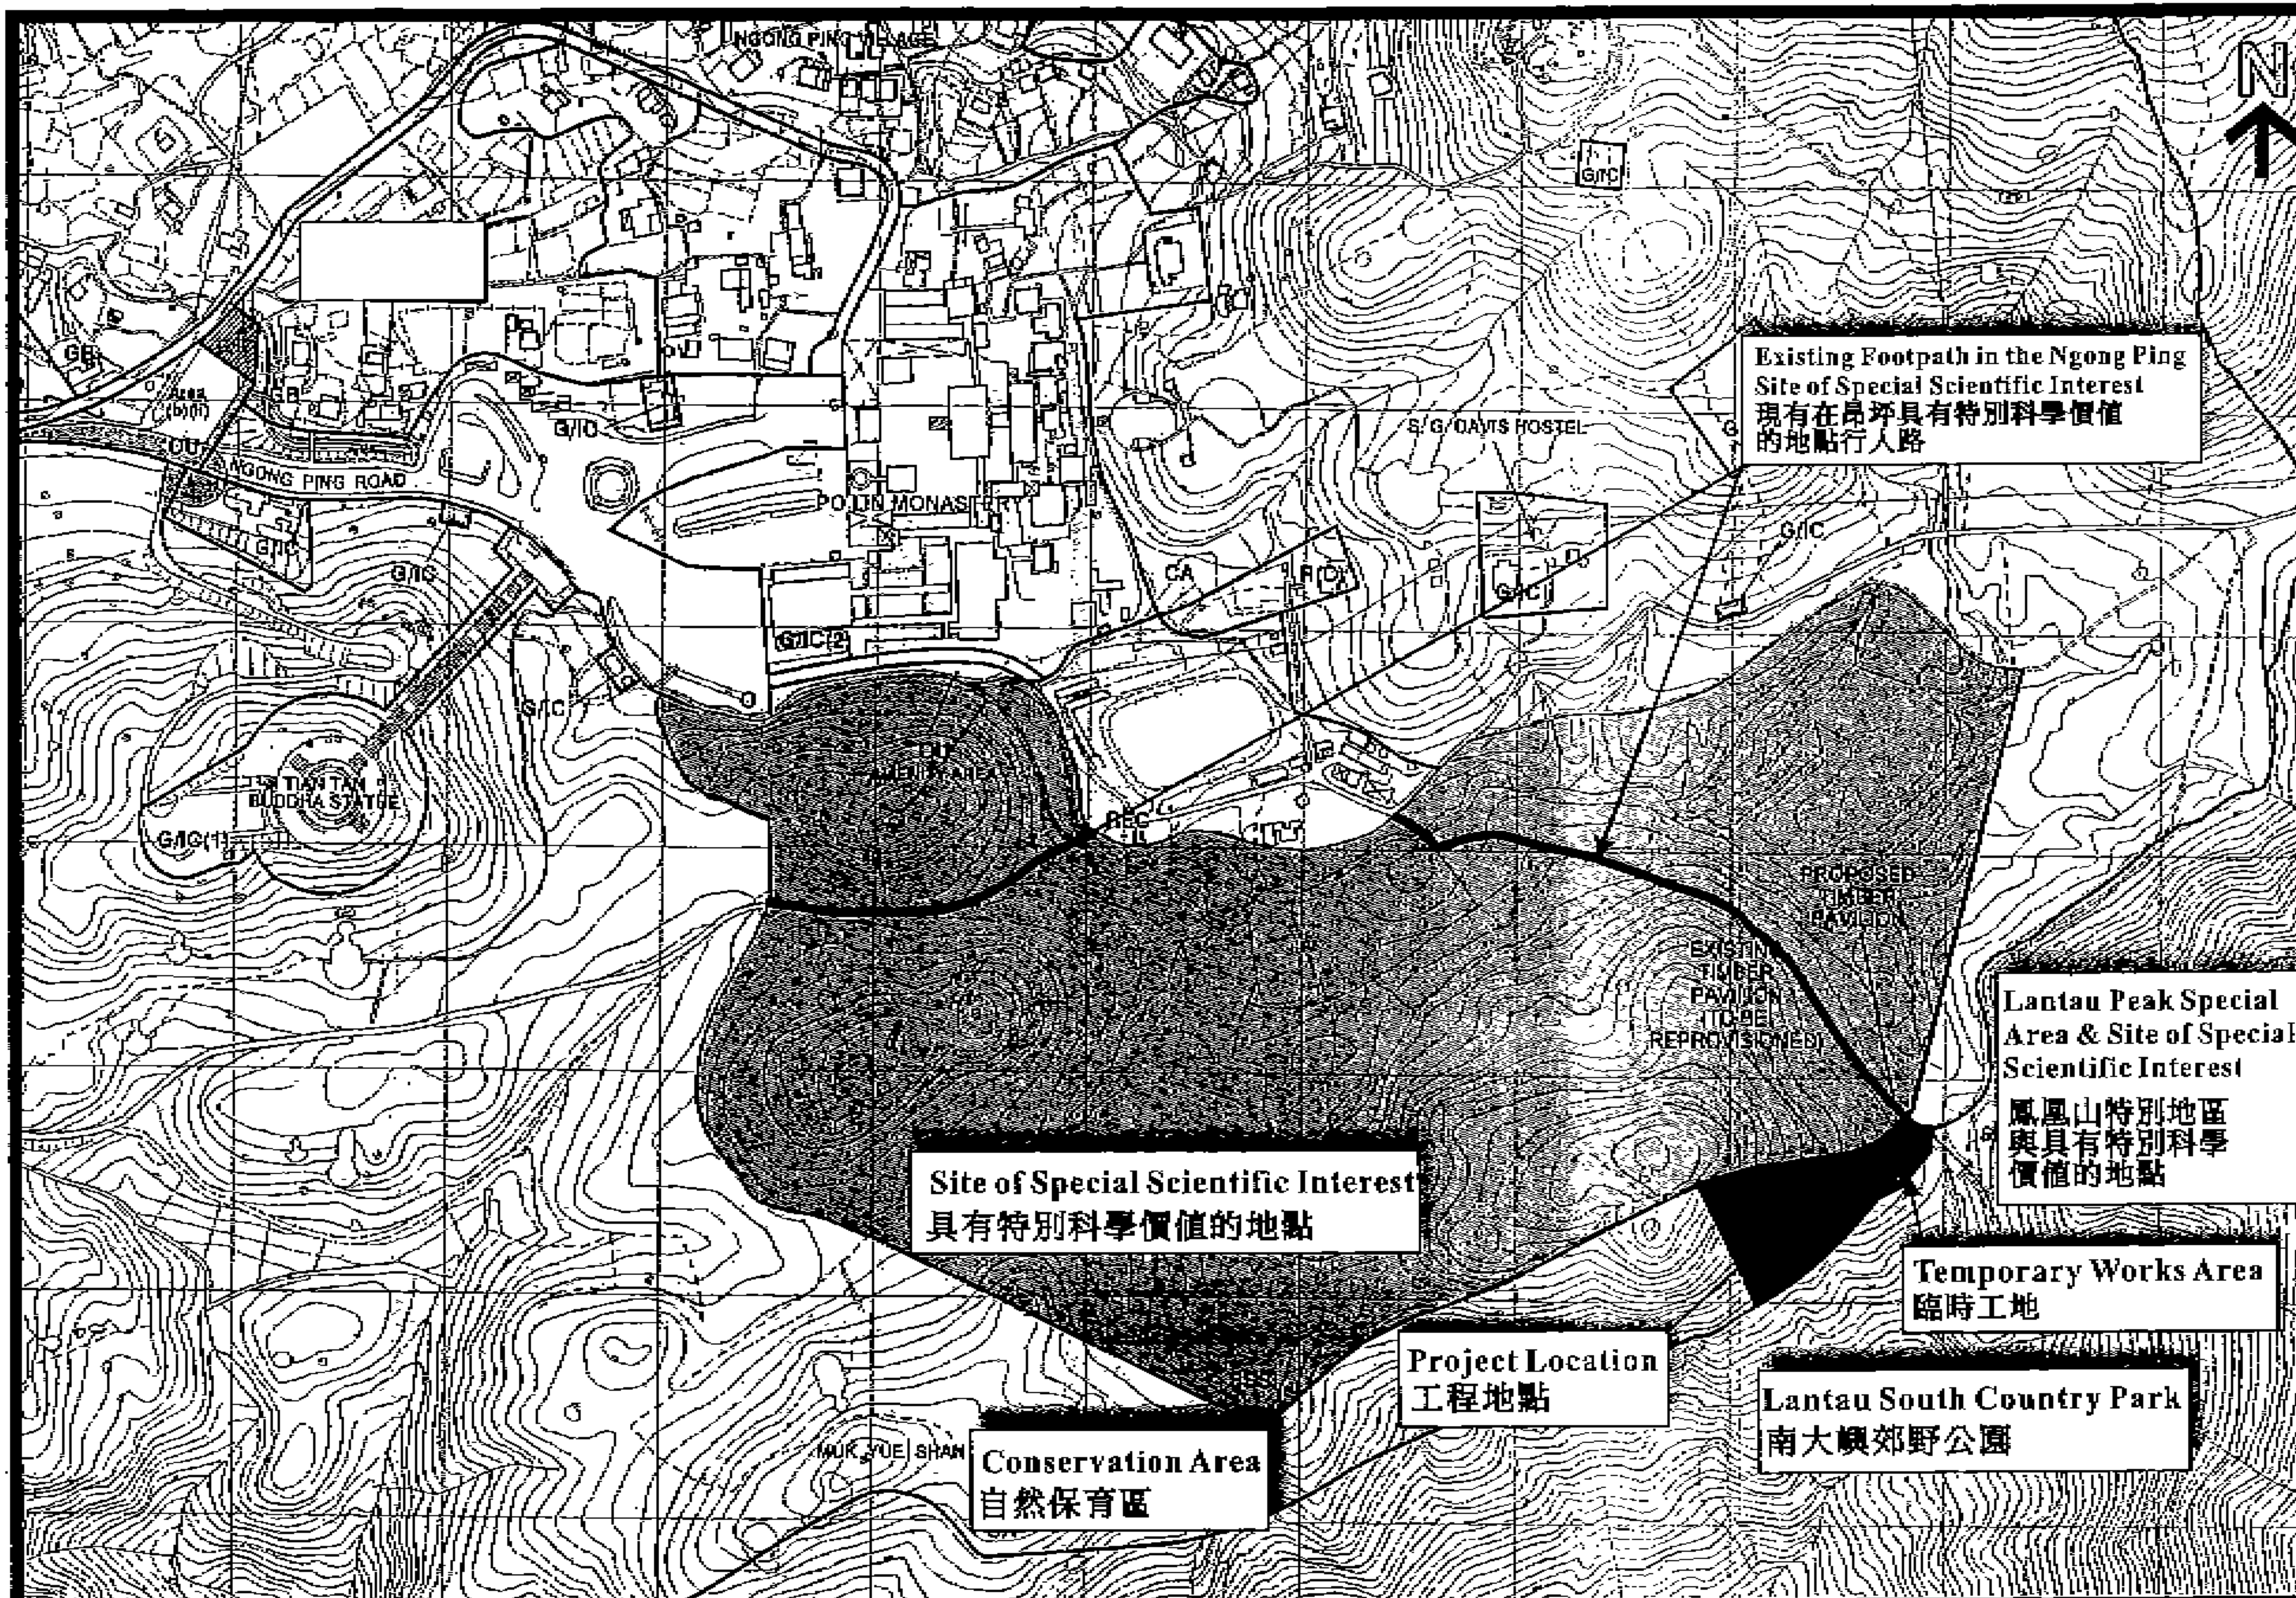 NGONG PING VILLAGE
N
G/IC
Existing Footpath in the Ngong Ping
Site of Special Scientific Interest
現有在昂坪具有特別科學價值
的地點行人路
GB
Area
(b)(i)
GB
G/IC
S. G. DAVIS HOSTEL
OU
NGONG PING ROAD
PO LIN MONASTERY
G/IC
G/IC
G/IC
CA
R(C)
G/IC
G/IC(2)
G/IC
OU
AMENITY AREA
TIAN TAN
BUDDHA STATUE
REC
G/IC(1)
PROPOSED
TIMBER
PAVILION
EXISTING
TIMBER
PAVILION
(TO BE
REPROVISIONED)
Lantau Peak Special
Area & Site of Special
Scientific Interest
鳳凰山特別地區
與具有特別科學
價值的地點
Site of Special Scientific Interest
具有特別科學價值的地點
Temporary Works Area
臨時工地
Project Location
工程地點
Lantau South Country Park
南大嶼郊野公園
MUK YUE SHAN
Conservation Area
自然保育區